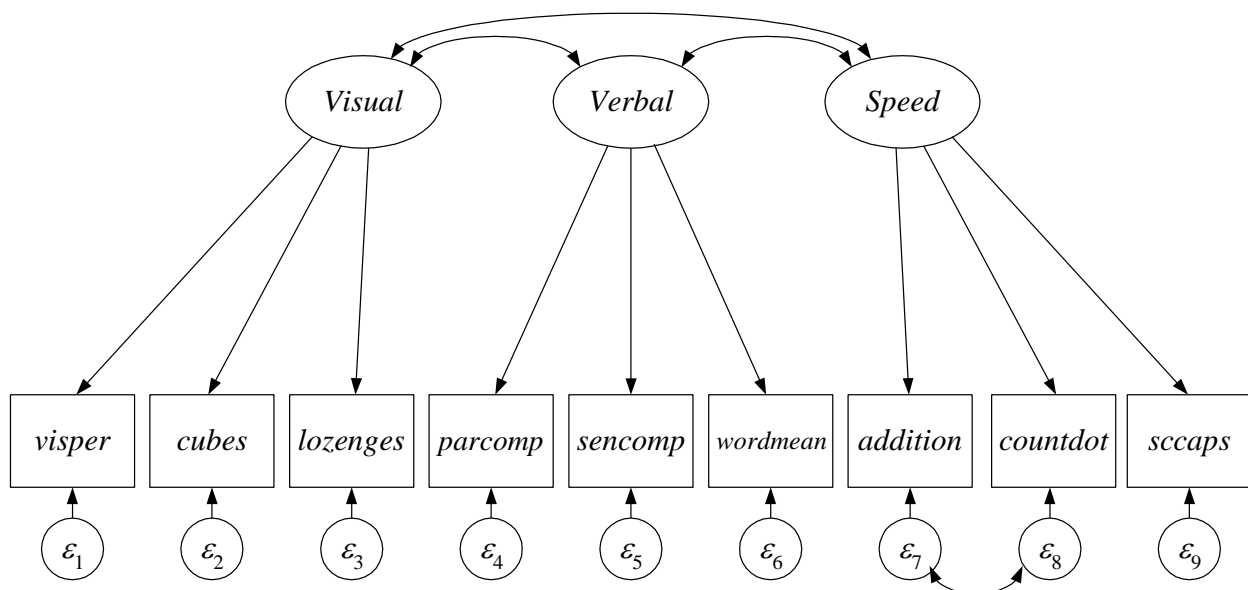 Visual Verbal Speed
visper cubes lozenges parcomp sencomp wordmean addition countdot sccaps
ε1 ε2 ε3 ε4 ε5 ε6 ε7 ε8 ε9